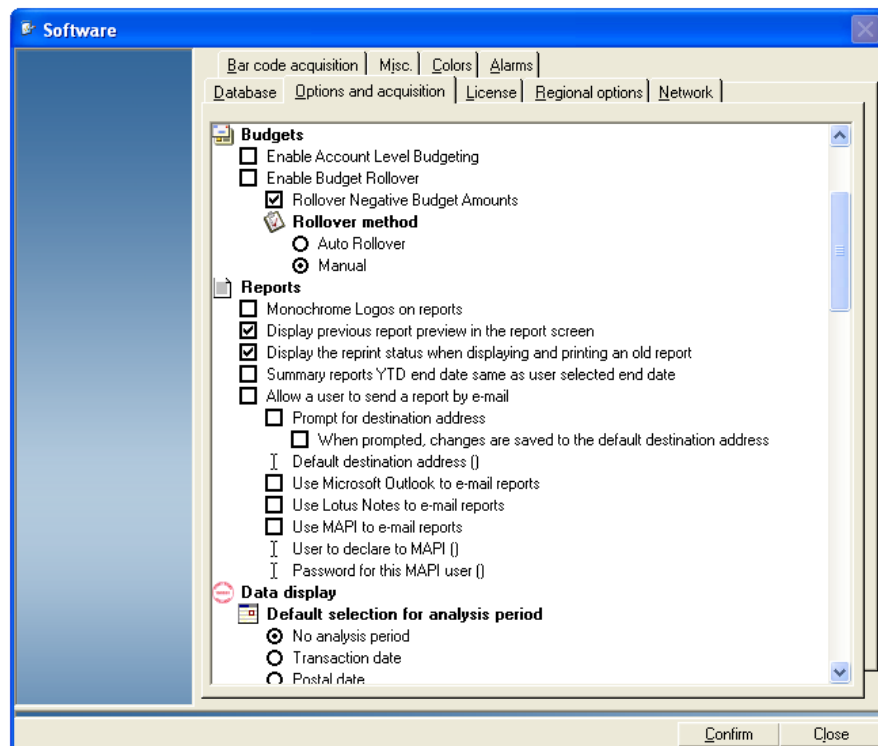 Software
Bar code acquisition Misc. Colors Alarms
Database Options and acquisition License Regional options Network
Budgets
Enable Account Level Budgeting
Enable Budget Rollover
Rollover Negative Budget Amounts
Rollover method
Auto Rollover
Manual
Reports
Monochrome Logos on reports
Display previous report preview in the report screen
Display the reprint status when displaying and printing an old report
Summary reports YTD end date same as user selected end date
Allow a user to send a report by e-mail
Prompt for destination address
When prompted, changes are saved to the default destination address
Default destination address ()
Use Microsoft Outlook to e-mail reports
Use Lotus Notes to e-mail reports
Use MAPI to e-mail reports
User to declare to MAPI ()
Password for this MAPI user ()
Data display
Default selection for analysis period
No analysis period
Transaction date
Postal date
Confirm Close